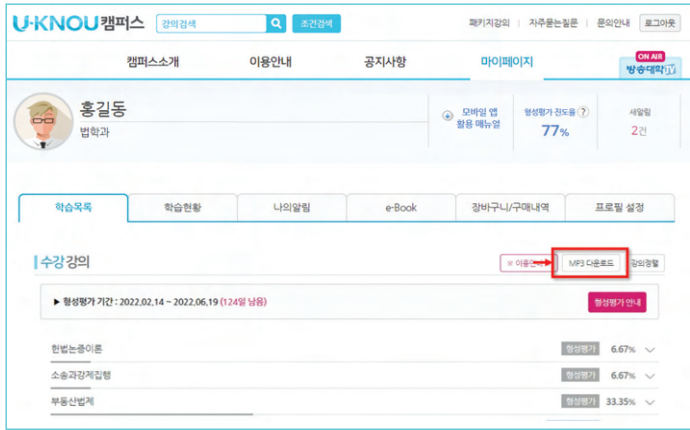 U·KNOU캠퍼스 강의검색 조건검색 패키지강의 자주묻는질문 문의안내 로그아웃
캠퍼스소개 이용안내 공지사항 마이페이지 ON AIR 방송대학TV
홍길동
법학과
모바일 앱 활용 매뉴얼
형성평가 진도율 ?
77%
새알림
2건
학습목록 학습현황 나의알림 e-Book 장바구니/구매내역 프로필 설정
수강강의 MP3 다운로드 강의정렬
▶ 형성평가 기간 : 2022.02.14 ~ 2022.06.19 (124일 남음) 형성평가 안내
헌법논증이론 형성평가 6.67%
소송과강제집행 형성평가 6.67%
부동산법제 형성평가 33.35%